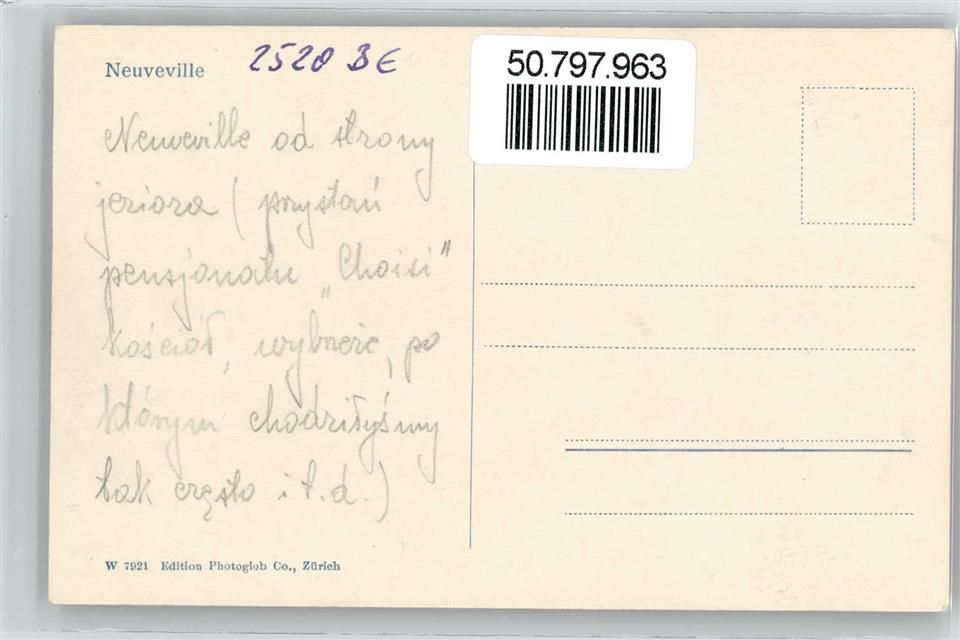 Neuveville
2520 BE
50.797.963
Neuveville od strony
jeziora (przystań
pensjonatu „Choisi"
kościół, wybrzeże, po
którym chodziłyśmy
tak często i t.d.)
W 7921 Edition Photoglob Co., Zürich